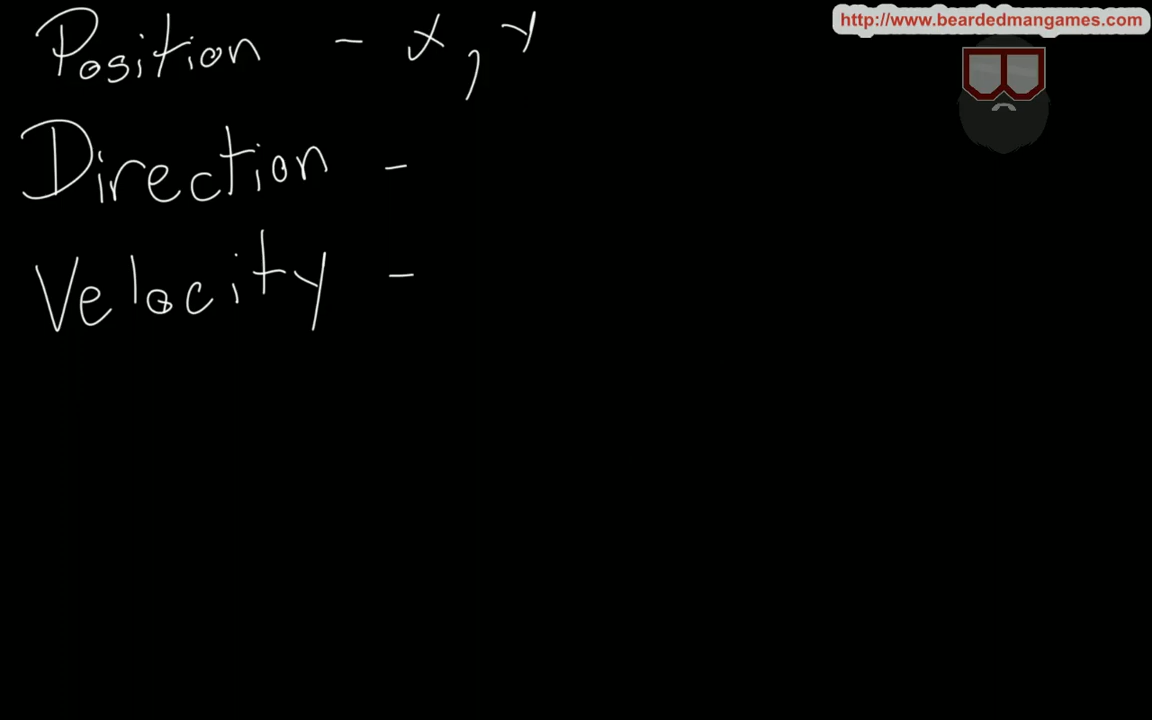 http://www.beardedmangames.com
Position - x, y
Direction -
Velocity -